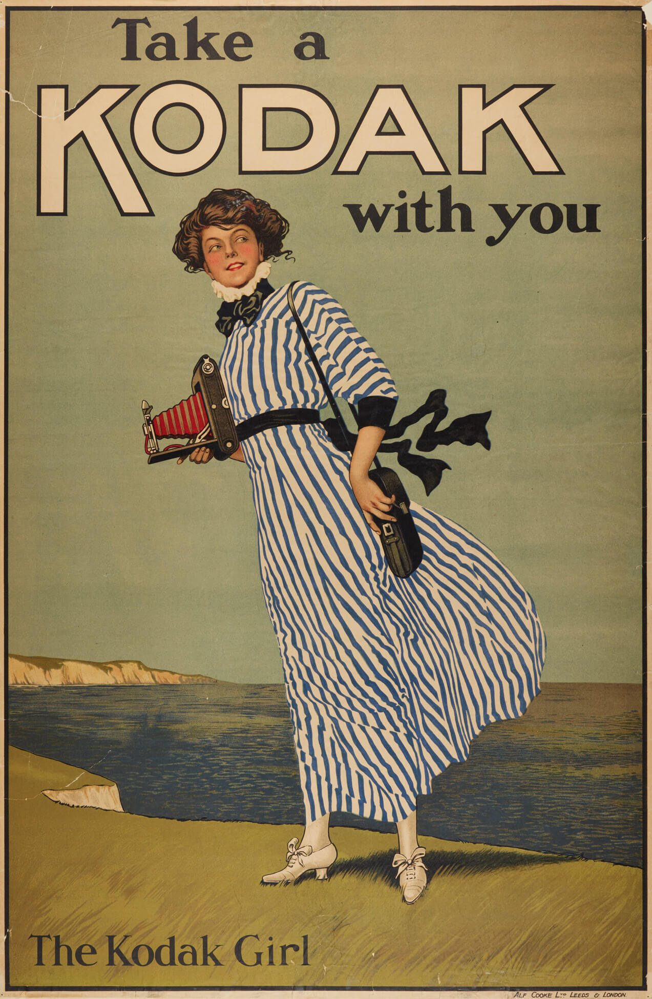 Take a
KODAK
with you
The Kodak Girl
ALF COOKE LTD LEEDS & LONDON.